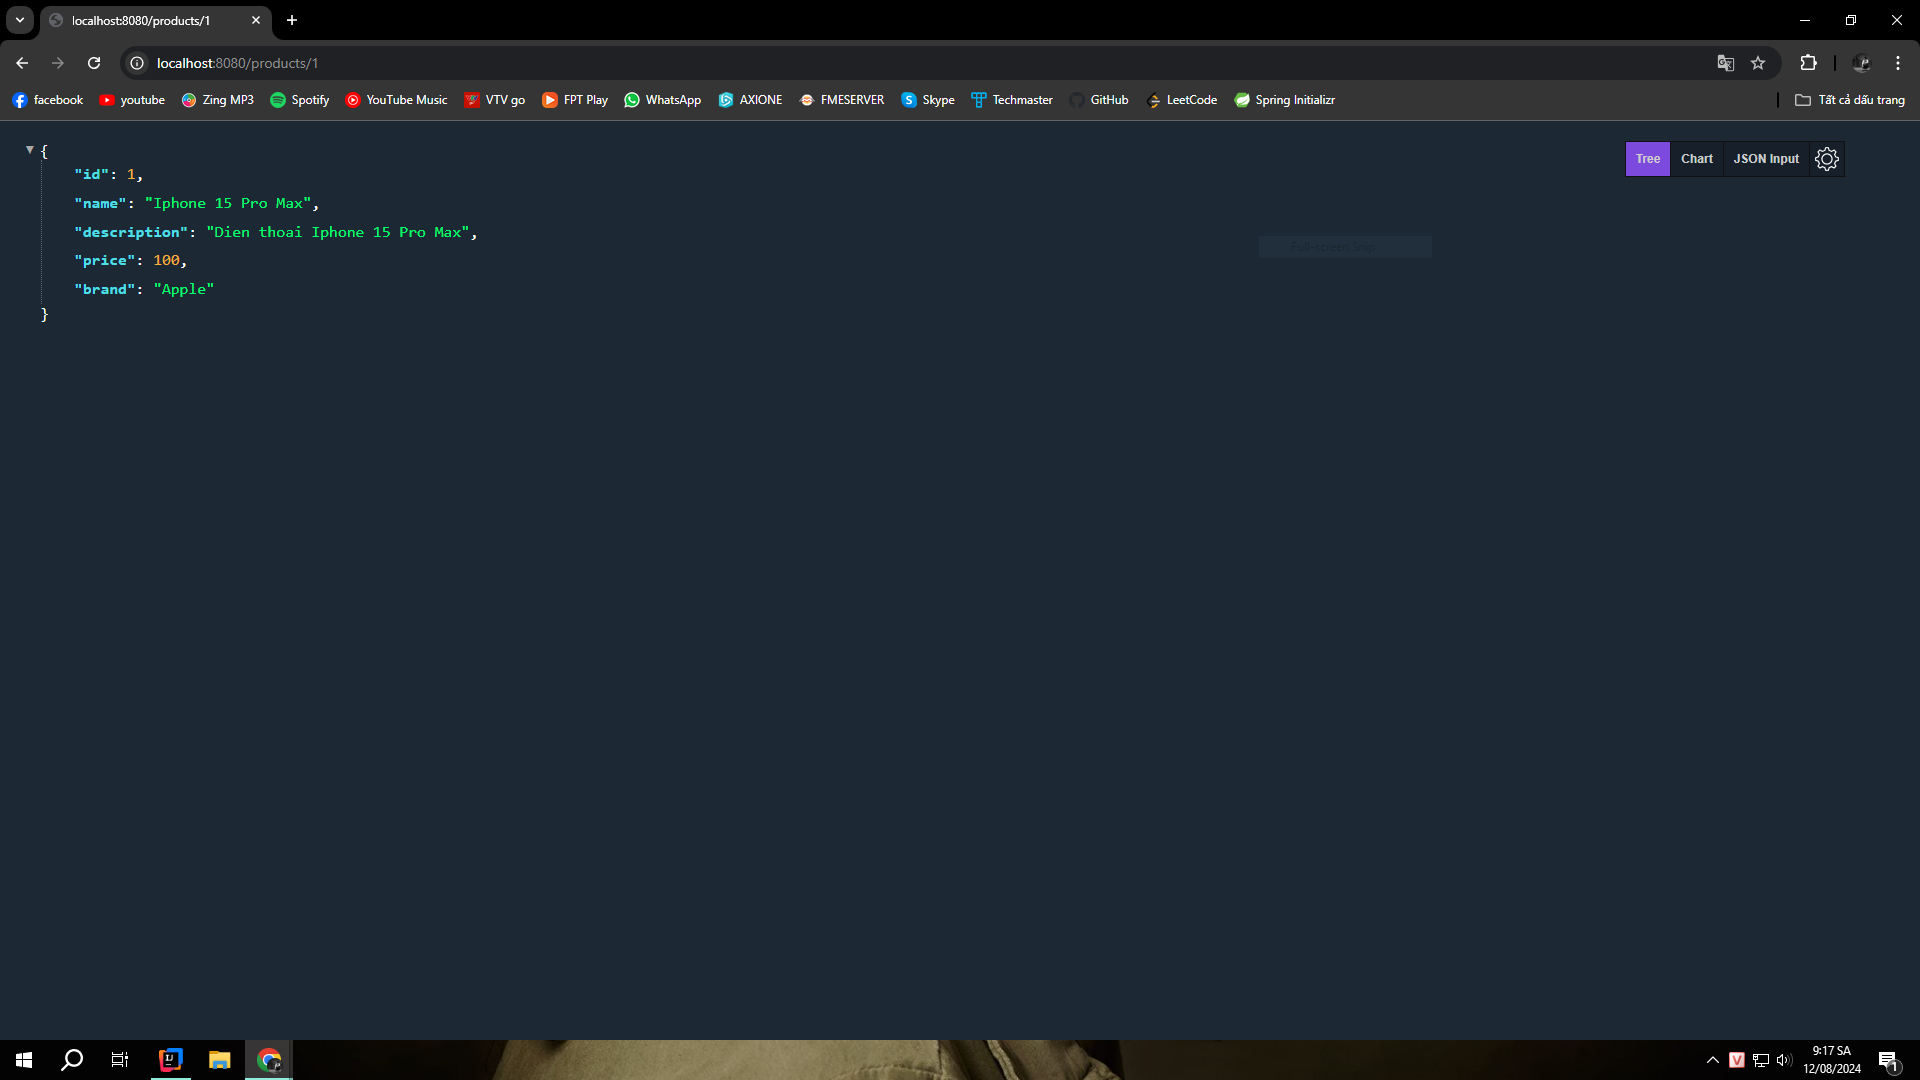 localhost:8080/products/1
localhost:8080/products/1
facebook youtube Zing MP3 Spotify YouTube Music VTV go FPT Play WhatsApp AXIONE FMESERVER Skype Techmaster GitHub LeetCode Spring Initializr Tất cả dấu trang
{
"id": 1,
"name": "Iphone 15 Pro Max",
"description": "Dien thoai Iphone 15 Pro Max",
"price": 100,
"brand": "Apple"
}
Tree Chart JSON Input
Full-screen Snip
9:17 SA
12/08/2024